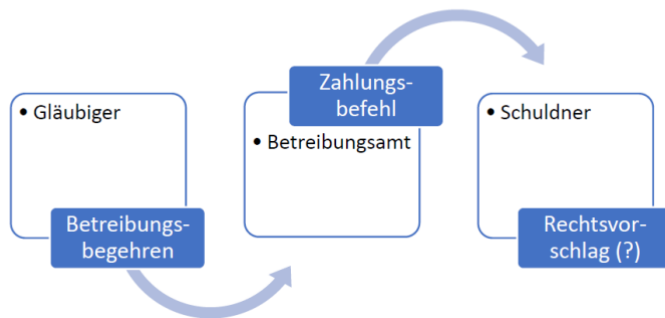 • Gläubiger
Betreibungs-
begehren
Zahlungs-
befehl
• Betreibungsamt
• Schuldner
Rechtsvor-
schlag (?)